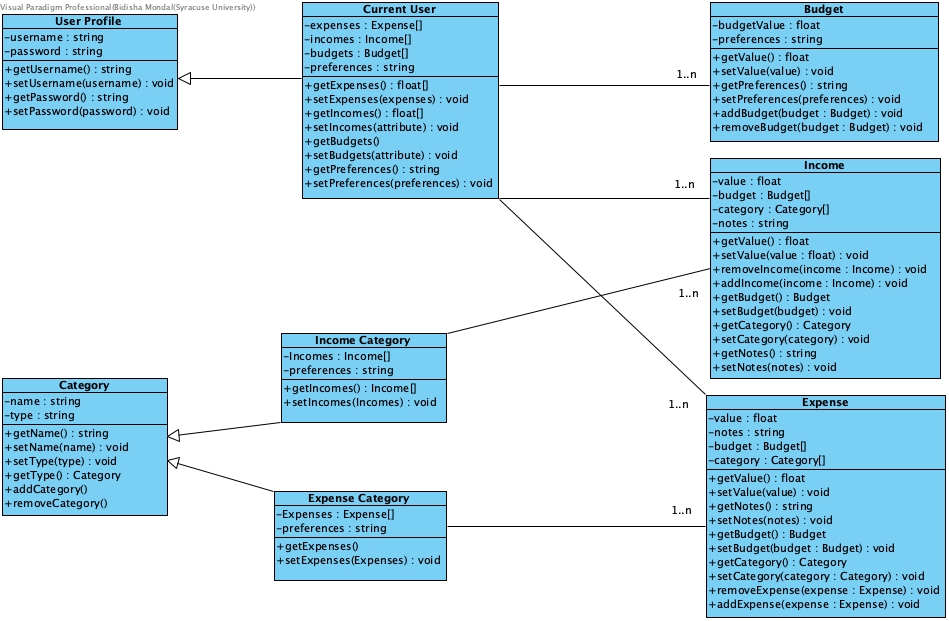 Visual Paradigm Professional(Bidisha Mondal(Syracuse University))
User Profile
-username : string
-password : string
+getUsername() : string
+setUsername(username) : void
+getPassword() : string
+setPassword(password) : void
Current User
-expenses : Expense[]
-incomes : Income[]
-budgets : Budget[]
-preferences : string
+getExpenses() : float[]
+setExpenses(expenses) : void
+getIncomes() : float[]
+setIncomes(attribute) : void
+getBudgets()
+setBudgets(attribute) : void
+getPreferences() : string
+setPreferences(preferences) : void
1..n
Budget
-budgetValue : float
-preferences : string
+getValue() : float
+setValue(value) : void
+getPreferences() : string
+setPreferences(preferences) : void
+addBudget(budget : Budget) : void
+removeBudget(budget : Budget) : void
1..n
Income
-value : float
-budget : Budget[]
-category : Category[]
-notes : string
+getValue() : float
+setValue(value : float) : void
+removeIncome(income : Income) : void
+addIncome(income : Income) : void
+getBudget() : Budget
+setBudget(budget) : void
+getCategory() : Category
+setCategory(category) : void
+getNotes() : string
+setNotes(notes) : void
1..n
Income Category
-Incomes : Income[]
-preferences : string
+getIncomes() : Income[]
+setIncomes(Incomes) : void
Category
-name : string
-type : string
+getName() : string
+setName(name) : void
+setType(type) : void
+getType() : Category
+addCategory()
+removeCategory()
1..n
Expense
-value : float
-notes : string
-budget : Budget[]
-category : Category[]
+getValue() : float
+setValue(value) : void
+getNotes() : string
+setNotes(notes) : void
+getBudget() : Budget
+setBudget(budget : Budget) : void
+getCategory() : Category
+setCategory(category : Category) : void
+removeExpense(expense : Expense) : void
+addExpense(expense : Expense) : void
Expense Category
-Expenses : Expense[]
-preferences : string
+getExpenses()
+setExpenses(Expenses) : void
1..n